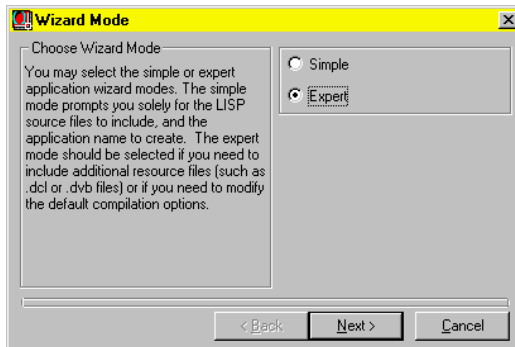 Wizard Mode
Choose Wizard Mode
You may select the simple or expert
application wizard modes. The simple
mode prompts you solely for the LISP
source files to include, and the
application name to create. The expert
mode should be selected if you need to
include additional resource files (such as
.dcl or .dvb files) or if you need to modify
the default compilation options.
Simple
Expert
< Back
Next >
Cancel